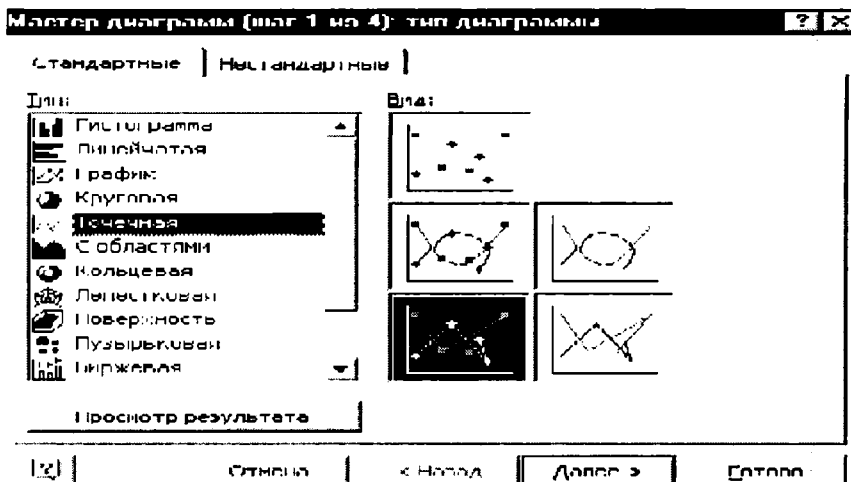 Мастер диаграмм (шаг 1 из 4): тип диаграммы
Стандартные Нестандартные
Тип:
Гистограмма
Линейчатая
График
Круговая
Точечная
С областями
Кольцевая
Лепестковая
Поверхность
Пузырьковая
Биржевая
Вид:
Просмотр результата
Отмена < Назад Далее > Готово